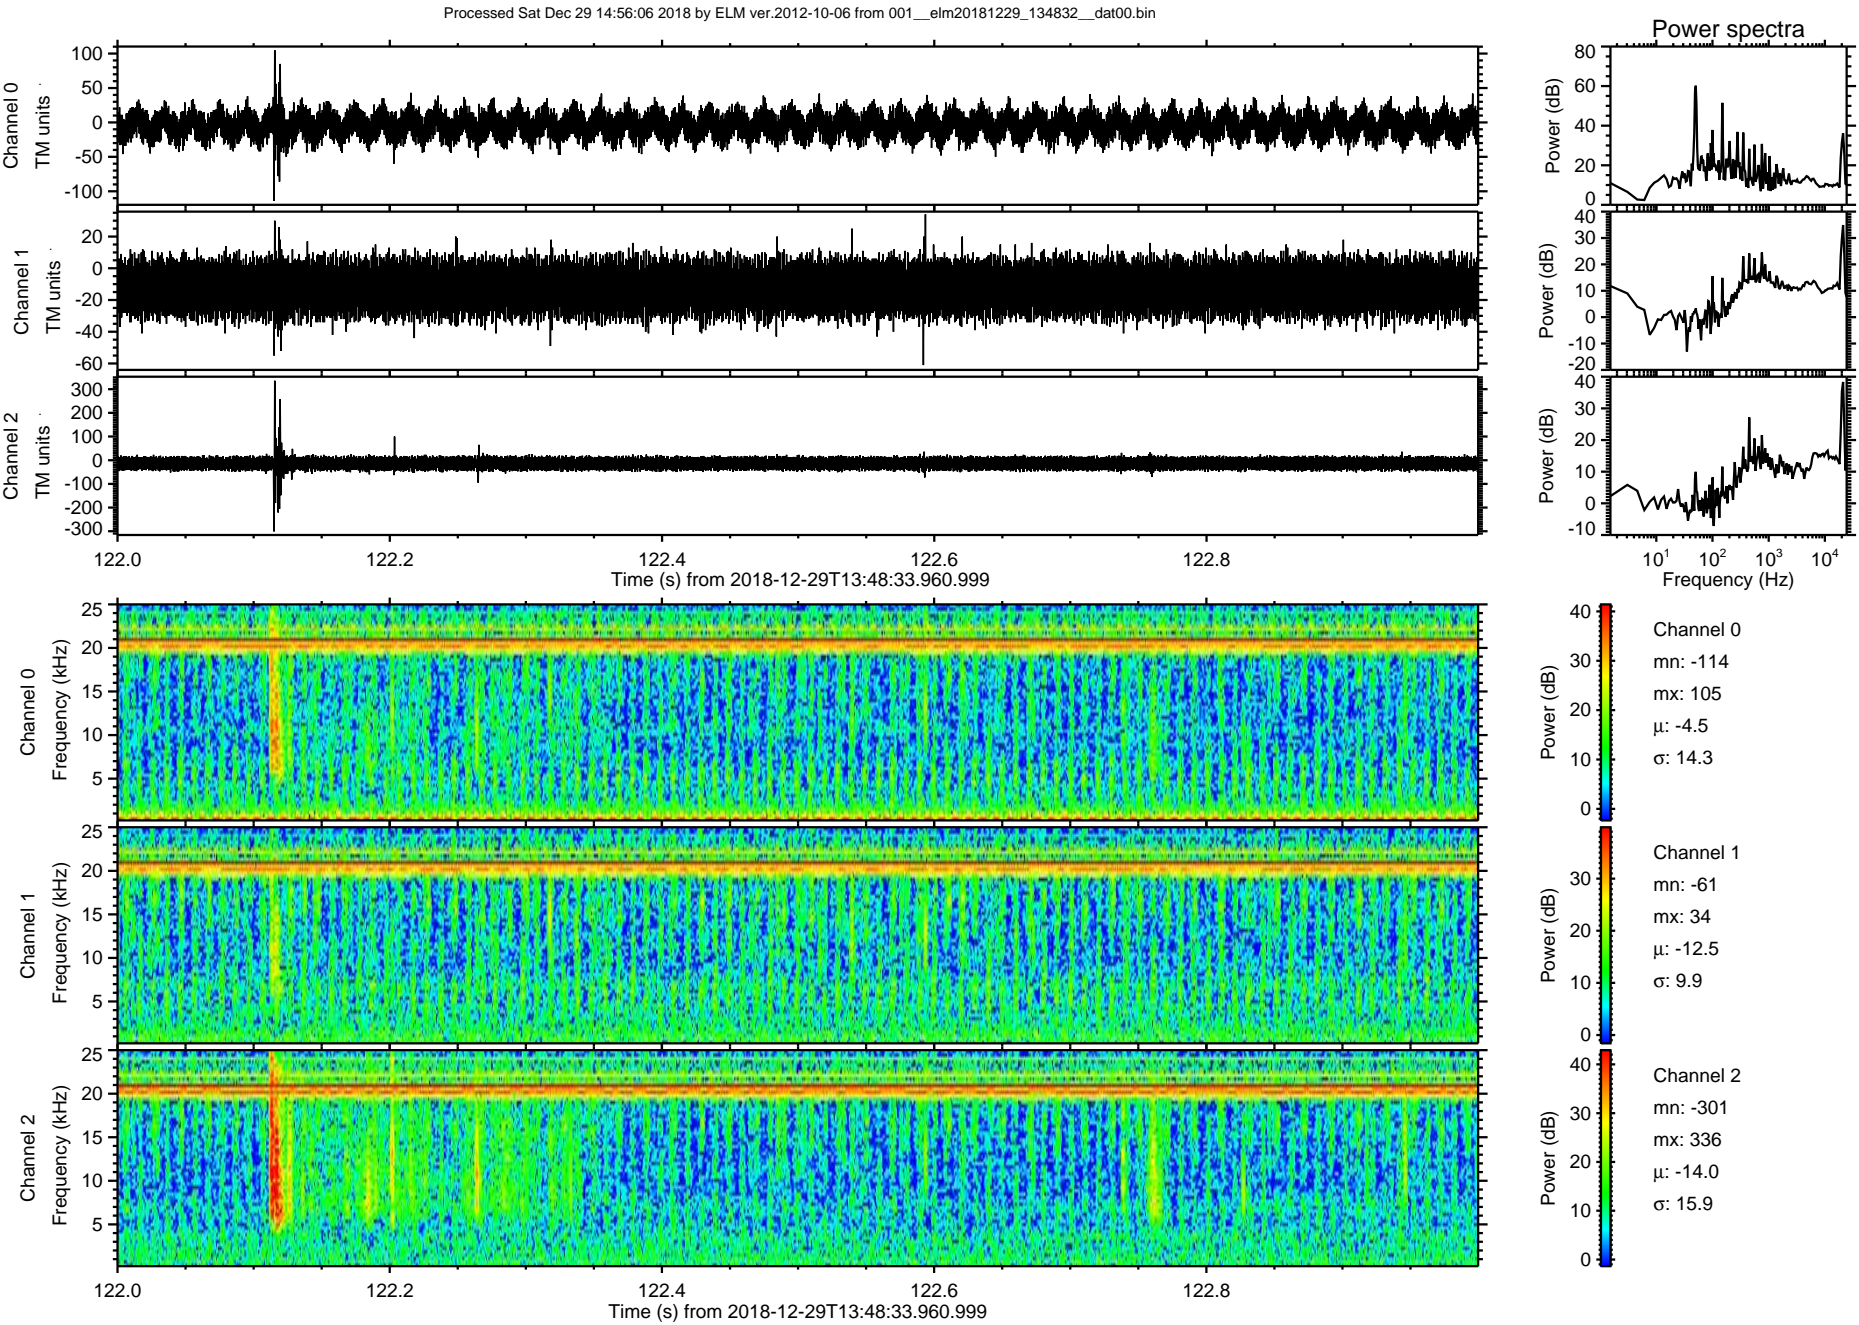 Processed Sat Dec 29 14:56:06 2018 by ELM ver.2012-10-06 from 001__elm20181229_134832__dat00.bin
Power spectra
Channel 0
TM units
100
50
0
-50
-100
Power (dB)
80
60
40
20
0
Channel 1
TM units
20
0
-20
-40
-60
Power (dB)
40
30
20
10
0
-10
-20
Channel 2
TM units
300
200
100
0
-100
-200
-300
Power (dB)
40
30
20
10
0
-10
122.0 122.2 122.4 122.6 122.8
Time (s) from 2018-12-29T13:48:33.960.999
10¹ 10² 10³ 10⁴
Frequency (Hz)
Channel 0
Frequency (kHz)
25
20
15
10
5
Power (dB)
40
30
20
10
0
Channel 0
mn: -114
mx: 105
μ: -4.5
σ: 14.3
Channel 1
Frequency (kHz)
25
20
15
10
5
Power (dB)
30
20
10
0
Channel 1
mn: -61
mx: 34
μ: -12.5
σ: 9.9
Channel 2
Frequency (kHz)
25
20
15
10
5
Power (dB)
40
30
20
10
0
Channel 2
mn: -301
mx: 336
μ: -14.0
σ: 15.9
122.0 122.2 122.4 122.6 122.8
Time (s) from 2018-12-29T13:48:33.960.999